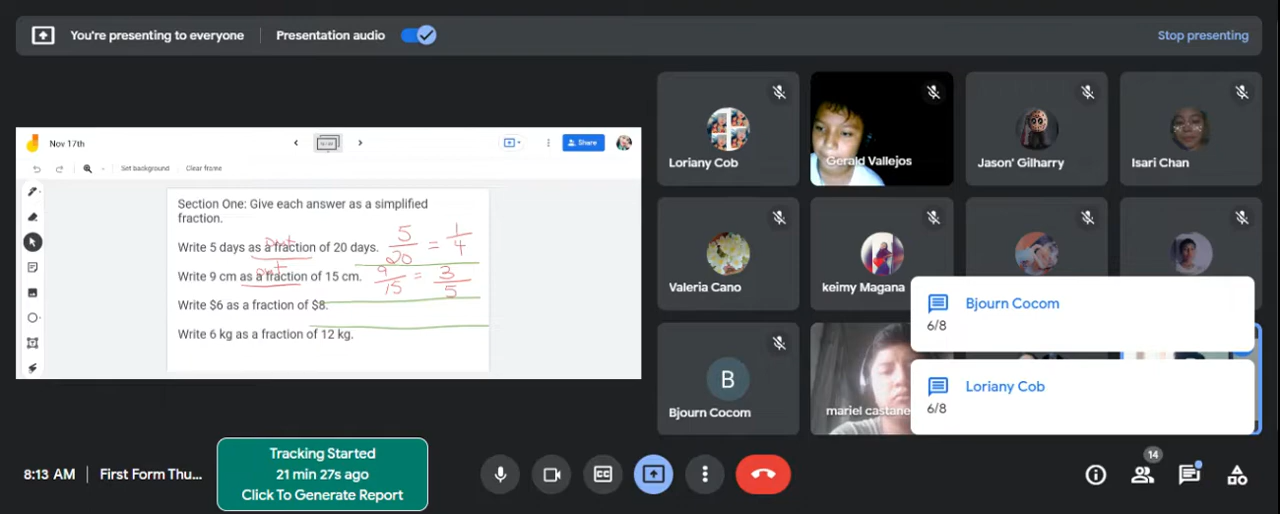 You're presenting to everyone
Presentation audio
Stop presenting
Nov 17th
Share
Set background
Clear frame
Section One: Give each answer as a simplified
fraction.
Write 5 days as a fraction of 20 days. 5/20 = 1/4
Write 9 cm as a fraction of 15 cm. 9/15 = 3/5
Write $6 as a fraction of $8.
Write 6 kg as a fraction of 12 kg.
Loriany Cob
Gerald Vallejos
Jason' Gilharry
Isari Chan
Valeria Cano
keimy Magana
B
Bjourn Cocom
mariel castane
Bjourn Cocom
6/8
Loriany Cob
6/8
8:13 AM
First Form Thu...
Tracking Started
21 min 27s ago
Click To Generate Report
CC
14